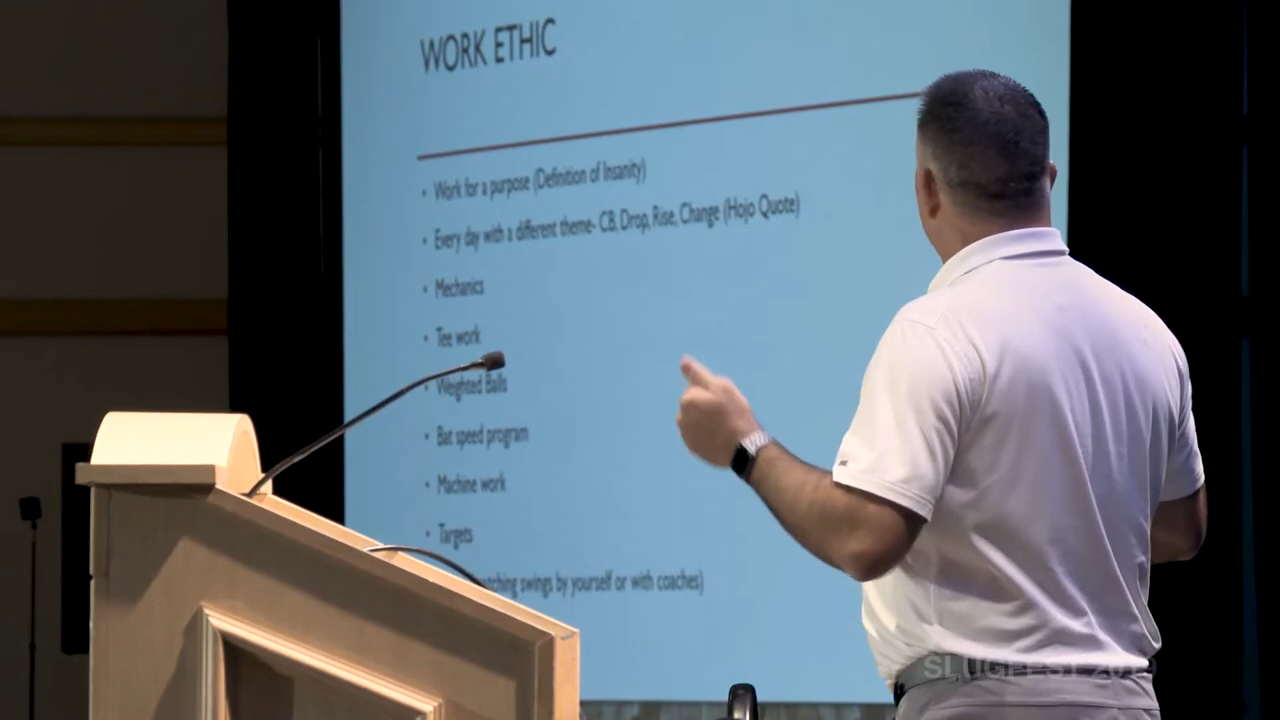 WORK ETHIC
• Work for a purpose (Definition of Insanity)
• Every day with a different theme- CB, Drop, Rise, Change (Hojo Quote)
• Mechanics
• Tee work
• Weighted Balls
• Bat speed program
• Machine work
• Targets
swings by yourself or with coaches)
SLUGFEST